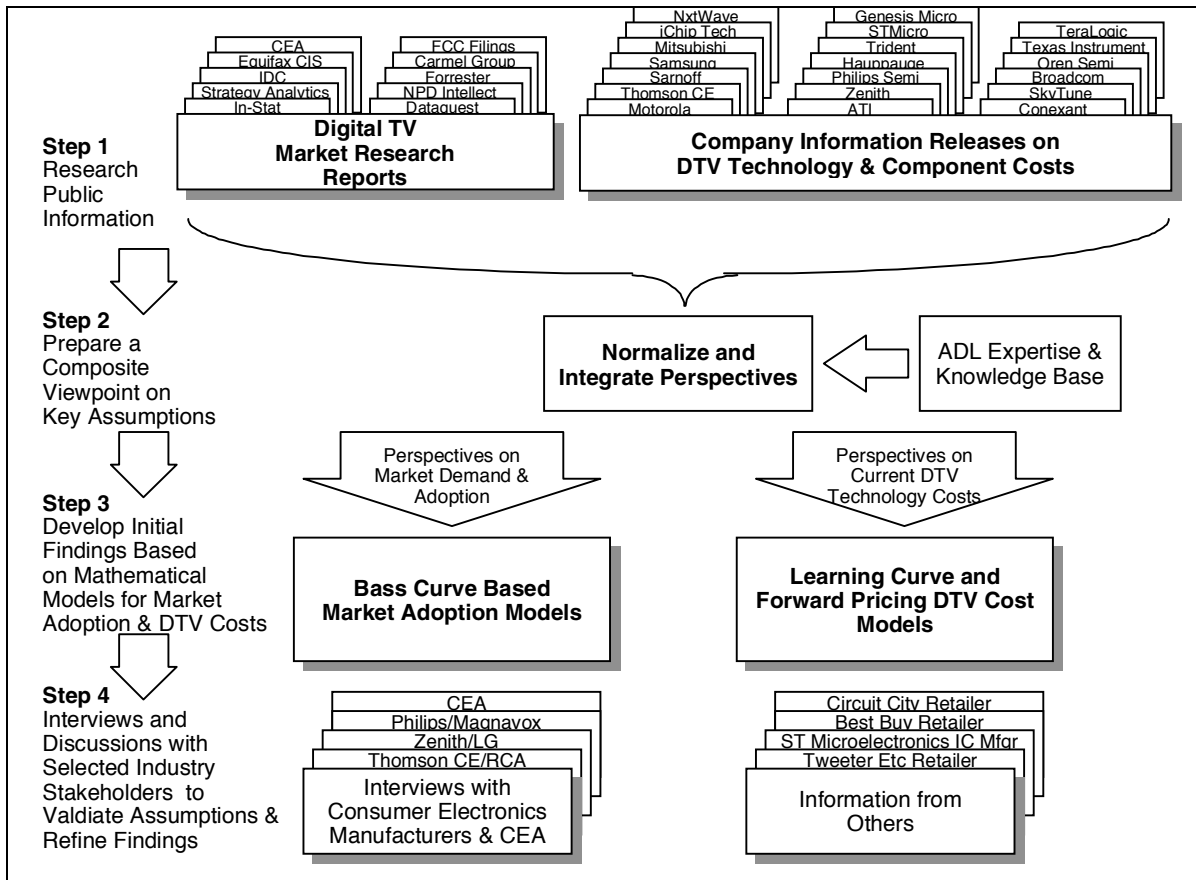 NxtWave
iChip Tech
Mitsubishi
Samsung
Sarnoff
Thomson CE
Motorola
Genesis Micro
STMicro
Trident
Hauppauge
Philips Semi
Zenith
ATI
TeraLogic
Texas Instrument
Oren Semi
Broadcom
SkyTune
Conexant
CEA
Equifax CIS
IDC
Strategy Analytics
In-Stat
FCC Filings
Carmel Group
Forrester
NPD Intellect
Dataquest
Digital TV
Market Research
Reports
Company Information Releases on
DTV Technology & Component Costs
Step 1
Research
Public
Information
Step 2
Prepare a
Composite
Viewpoint on
Key Assumptions
Normalize and
Integrate Perspectives
ADL Expertise &
Knowledge Base
Perspectives on
Market Demand &
Adoption
Perspectives on
Current DTV
Technology Costs
Step 3
Develop Initial
Findings Based
on Mathematical
Models for Market
Adoption & DTV Costs
Bass Curve Based
Market Adoption Models
Learning Curve and
Forward Pricing DTV Cost
Models
Step 4
Interviews and
Discussions with
Selected Industry
Stakeholders to
Valdiate Assumptions &
Refine Findings
CEA
Philips/Magnavox
Zenith/LG
Thomson CE/RCA
Interviews with
Consumer Electronics
Manufacturers & CEA
Circuit City Retailer
Best Buy Retailer
ST Microelectronics IC Mfgr
Tweeter Etc Retailer
Information from
Others